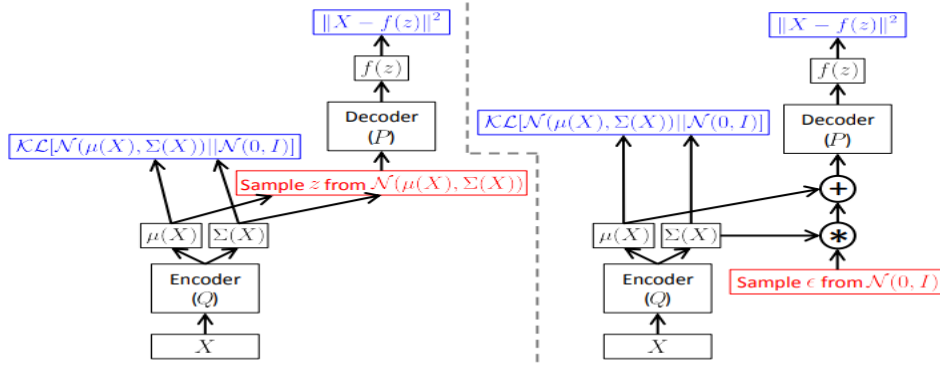 ‖X − f(z)‖²
f(z)
Decoder
(P)
𝒦ℒ[𝒩(μ(X), Σ(X))||𝒩(0, I)]
Sample z from 𝒩(μ(X), Σ(X))
μ(X) Σ(X)
Encoder
(Q)
X
‖X − f(z)‖²
f(z)
Decoder
(P)
𝒦ℒ[𝒩(μ(X), Σ(X))||𝒩(0, I)]
+
μ(X) Σ(X) *
Encoder
(Q)
Sample ϵ from 𝒩(0, I)
X